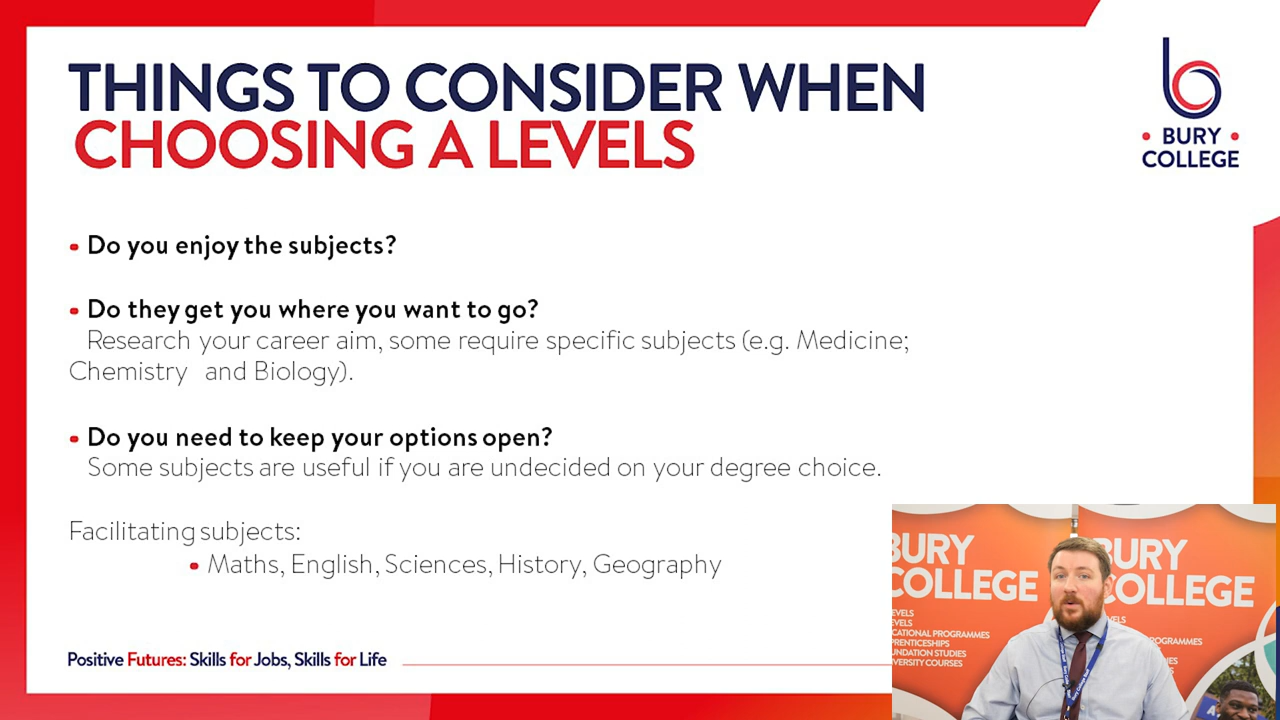 THINGS TO CONSIDER WHEN
CHOOSING A LEVELS
BURY
COLLEGE
• Do you enjoy the subjects?
• Do they get you where you want to go?
Research your career aim, some require specific subjects (e.g. Medicine;
Chemistry and Biology).
• Do you need to keep your options open?
Some subjects are useful if you are undecided on your degree choice.
Facilitating subjects:
• Maths, English, Sciences, History, Geography
Positive Futures: Skills for Jobs, Skills for Life
BURY
COLLEGE
BURY
COLLEGE